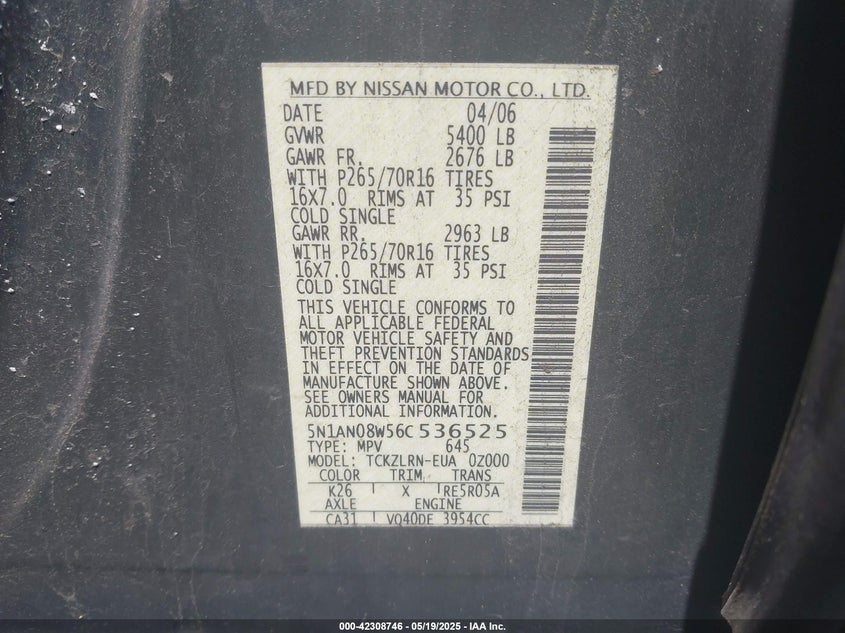 MFD BY NISSAN MOTOR CO., LTD.
DATE 04/06
GVWR 5400 LB
GAWR FR. 2676 LB
WITH P265/70R16 TIRES
16X7.0 RIMS AT 35 PSI
COLD SINGLE
GAWR RR. 2963 LB
WITH P265/70R16 TIRES
16X7.0 RIMS AT 35 PSI
COLD SINGLE
THIS VEHICLE CONFORMS TO
ALL APPLICABLE FEDERAL
MOTOR VEHICLE SAFETY AND
THEFT PREVENTION STANDARDS
IN EFFECT ON THE DATE OF
MANUFACTURE SHOWN ABOVE.
SEE OWNERS MANUAL FOR
ADDITIONAL INFORMATION.
5N1AN08W56C536525
TYPE: MPV 645
MODEL: TCKZLRN-EUA 0Z000
COLOR TRIM TRANS
K26 X RE5R05A
AXLE ENGINE
CA31 VQ40DE 3954CC
000-42308746 - 05/19/2025 - IAA Inc.